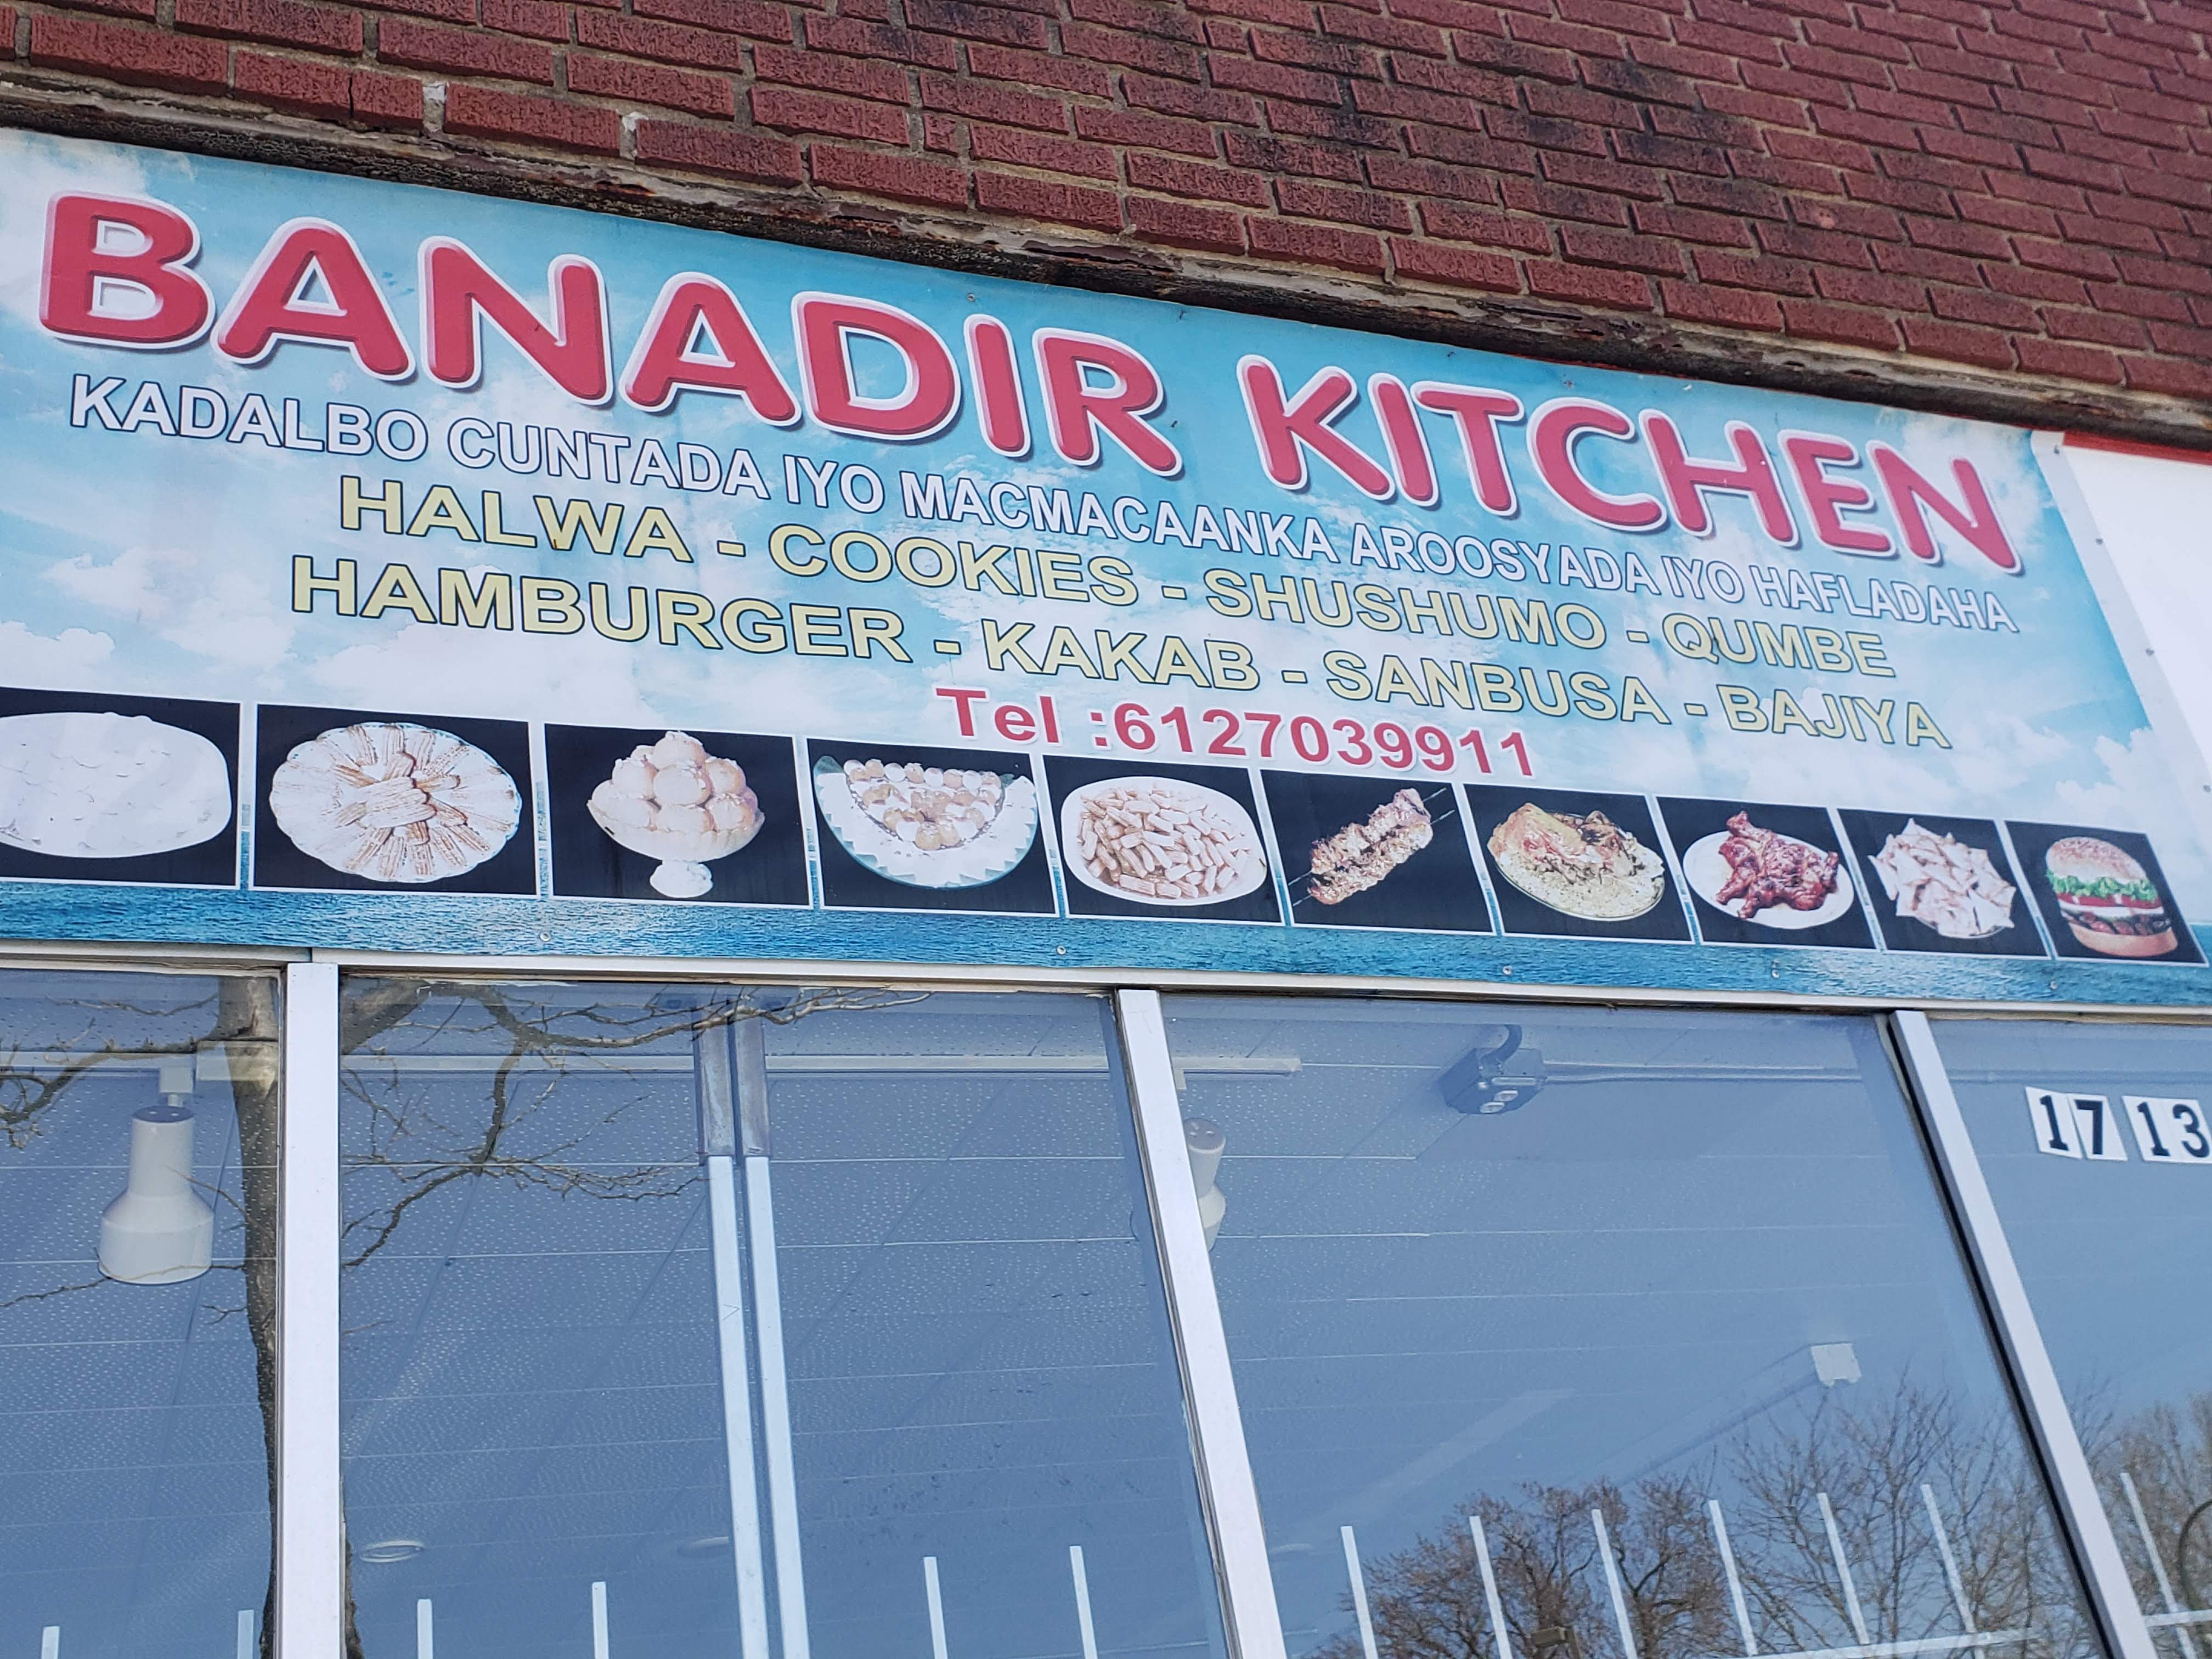 BANADIR KITCHEN
KADALBO CUNTADA IYO MACMACAANKA AROOSYADA IYO HAFLADAHA
HALWA - COOKIES - SHUSHUMO - QUMBE
HAMBURGER - KAKAB - SANBUSA - BAJIYA
Tel :6127039911
1713